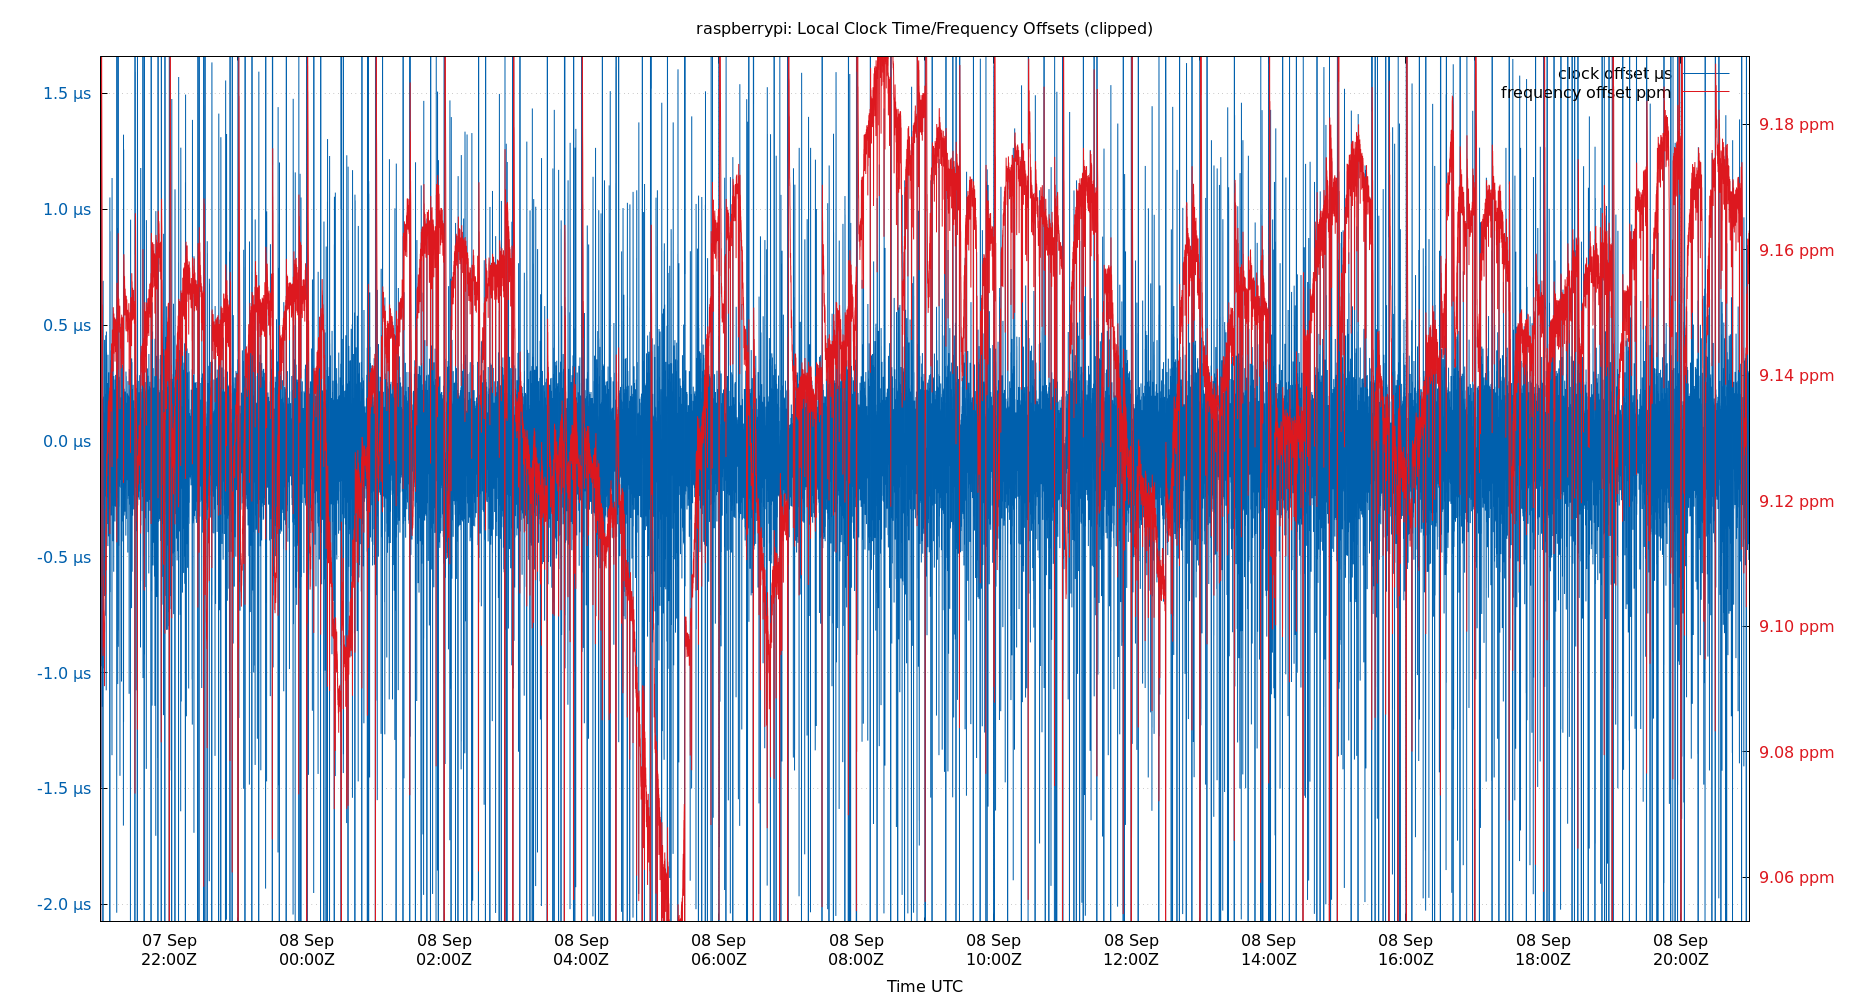 raspberrypi: Local Clock Time/Frequency Offsets (clipped)
clock offset µs
frequency offset ppm
1.5 µs
1.0 µs
0.5 µs
0.0 µs
-0.5 µs
-1.0 µs
-1.5 µs
-2.0 µs
9.18 ppm
9.16 ppm
9.14 ppm
9.12 ppm
9.10 ppm
9.08 ppm
9.06 ppm
07 Sep 08 Sep 08 Sep 08 Sep 08 Sep 08 Sep 08 Sep 08 Sep 08 Sep 08 Sep 08 Sep 08 Sep
22:00Z 00:00Z 02:00Z 04:00Z 06:00Z 08:00Z 10:00Z 12:00Z 14:00Z 16:00Z 18:00Z 20:00Z
Time UTC